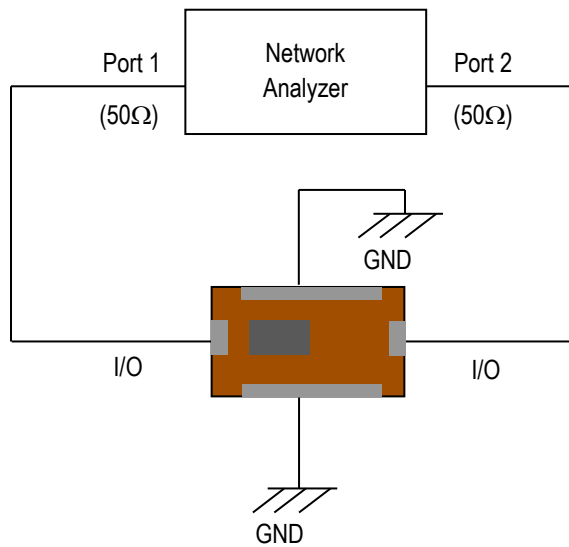 Port 1
(50Ω)
Network
Analyzer
Port 2
(50Ω)
GND
I/O
I/O
GND